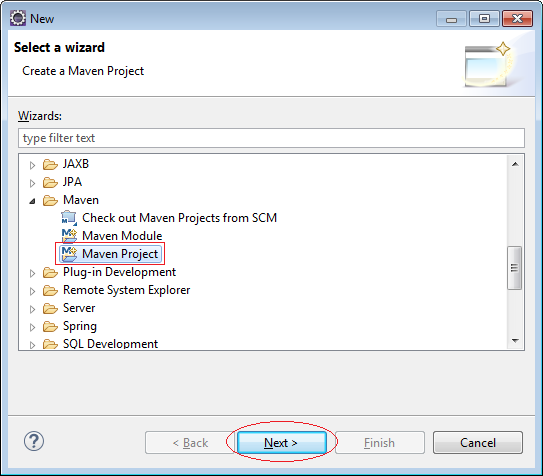 New
Select a wizard
Create a Maven Project
Wizards:
type filter text
JAXB
JPA
Maven
Check out Maven Projects from SCM
Maven Module
Maven Project
Plug-in Development
Remote System Explorer
Server
Spring
SQL Development
? < Back Next > Finish Cancel